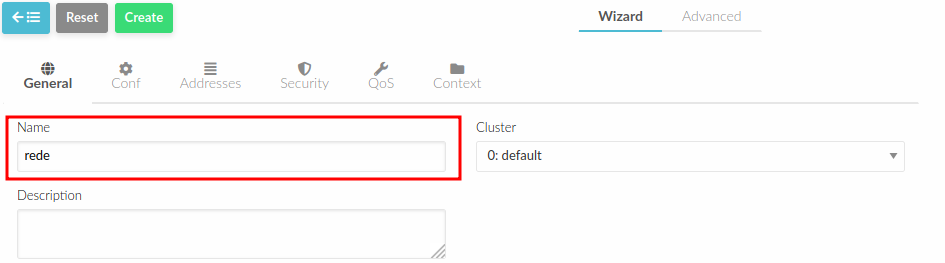 Reset Create Wizard Advanced
General Conf Addresses Security QoS Context
Name Cluster
rede 0: default
Description